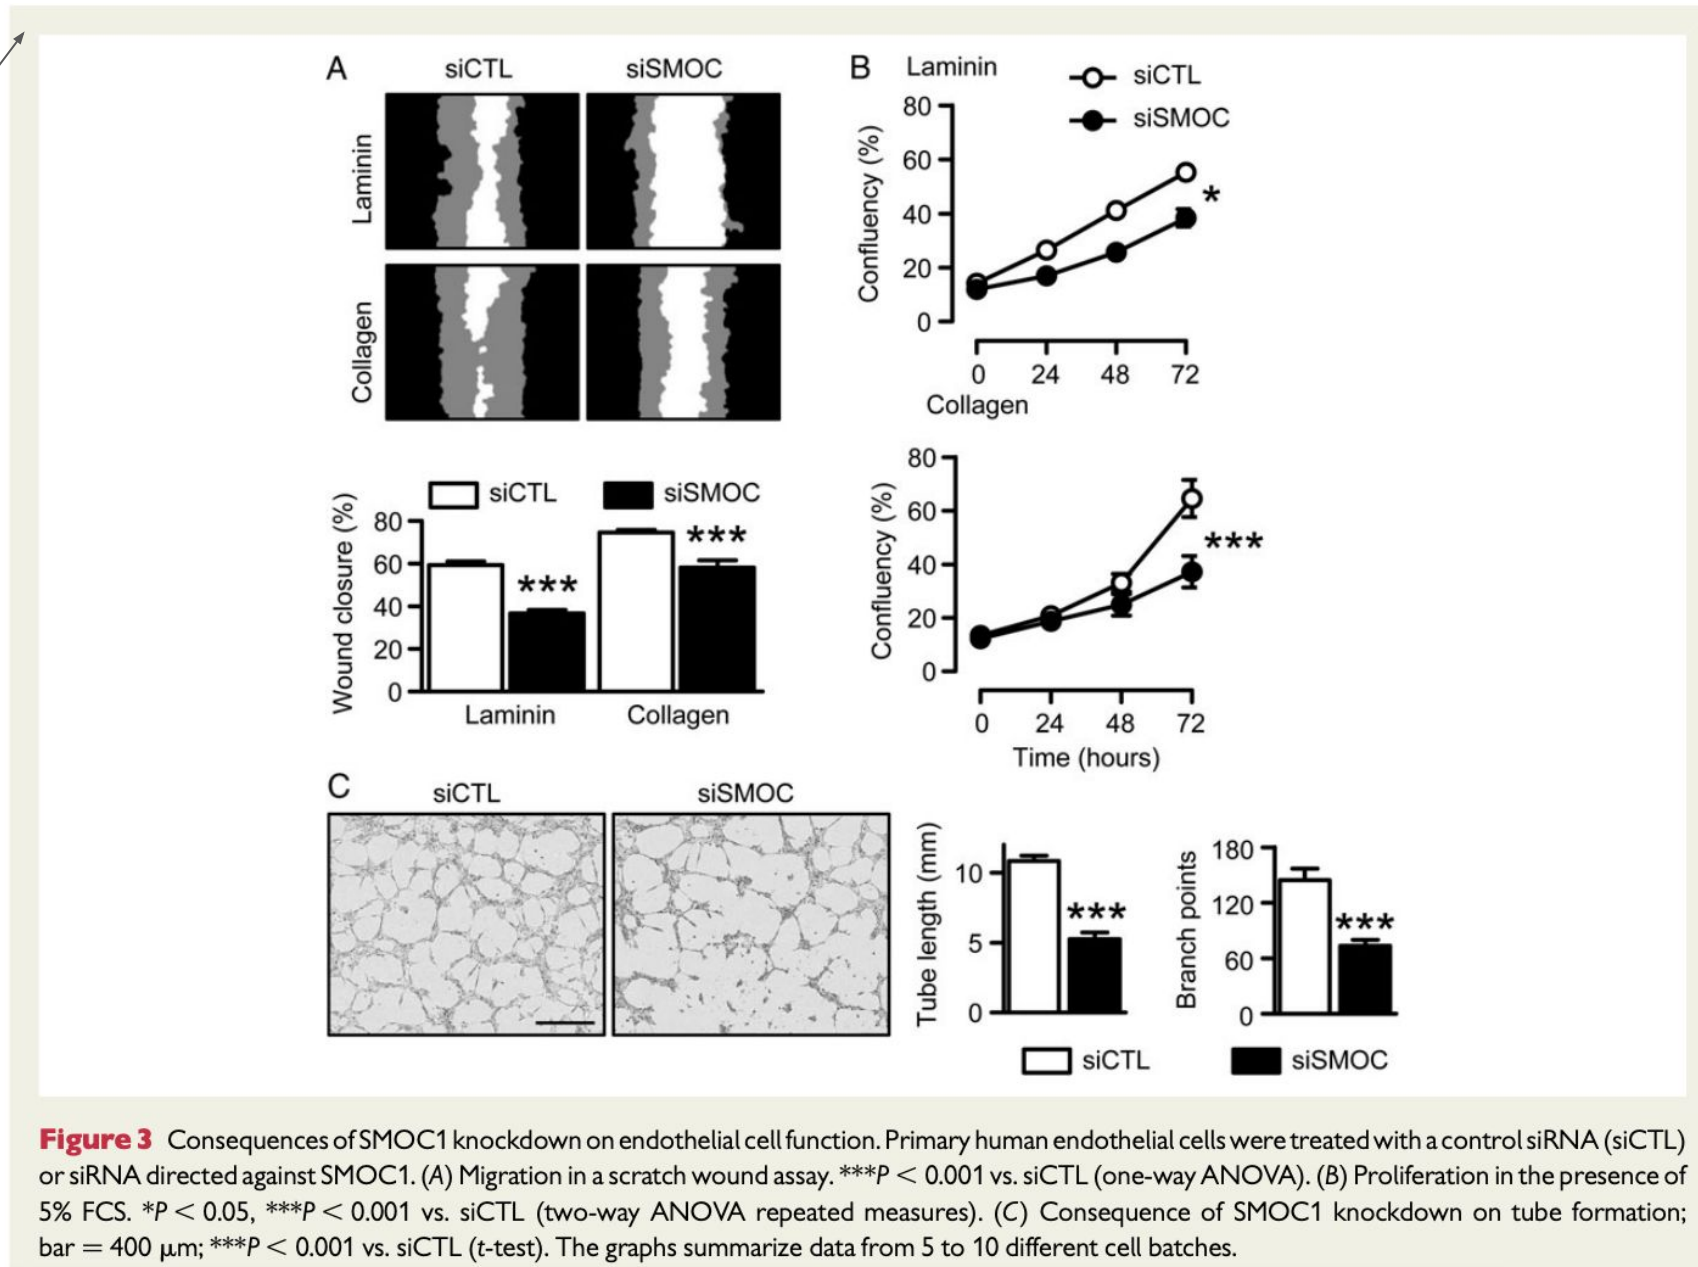 A
siCTL siSMOC
Laminin
Collagen
siCTL siSMOC
Wound closure (%)
80
60
40
20
0
***
***
Laminin Collagen
B Laminin
siCTL
siSMOC
Confluency (%)
80
60
40
20
0
*
0 24 48 72
Collagen
Confluency (%)
80
60
40
20
0
***
0 24 48 72
Time (hours)
C
siCTL siSMOC
Tube length (mm)
10
5
0
***
Branch points
180
120
60
0
***
siCTL siSMOC
Figure 3 Consequences of SMOC1 knockdown on endothelial cell function. Primary human endothelial cells were treated with a control siRNA (siCTL)
or siRNA directed against SMOC1. (A) Migration in a scratch wound assay. ***P < 0.001 vs. siCTL (one-way ANOVA). (B) Proliferation in the presence of
5% FCS. *P < 0.05, ***P < 0.001 vs. siCTL (two-way ANOVA repeated measures). (C) Consequence of SMOC1 knockdown on tube formation;
bar = 400 μm; ***P < 0.001 vs. siCTL (t-test). The graphs summarize data from 5 to 10 different cell batches.